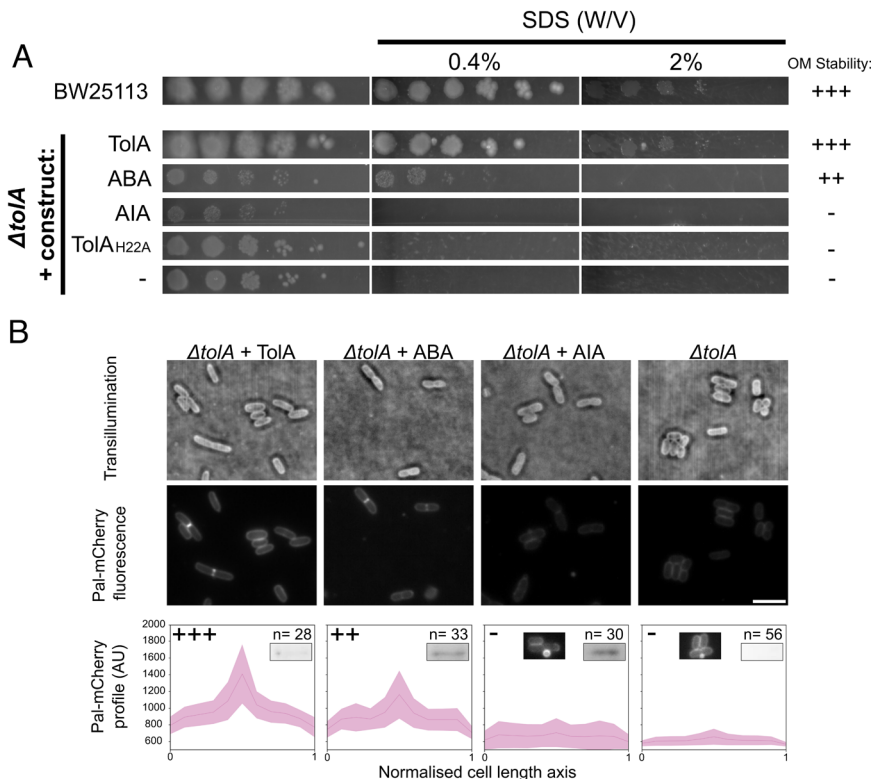 SDS (W/V)
A
0.4%
2%
OM Stability:
BW25113
+++
ΔtolA
+ construct:
TolA
+++
ABA
++
AIA
-
TolA H22A
-
-
-
B
ΔtolA + TolA
ΔtolA + ABA
ΔtolA + AIA
ΔtolA
Transillumination
Pal-mCherry
fluorescence
Pal-mCherry
profile (AU)
2000
1800
1600
1400
1200
1000
800
600
+++
n= 28
++
n= 33
-
n= 30
-
n= 56
0
1
0
1
0
1
0
1
Normalised cell length axis